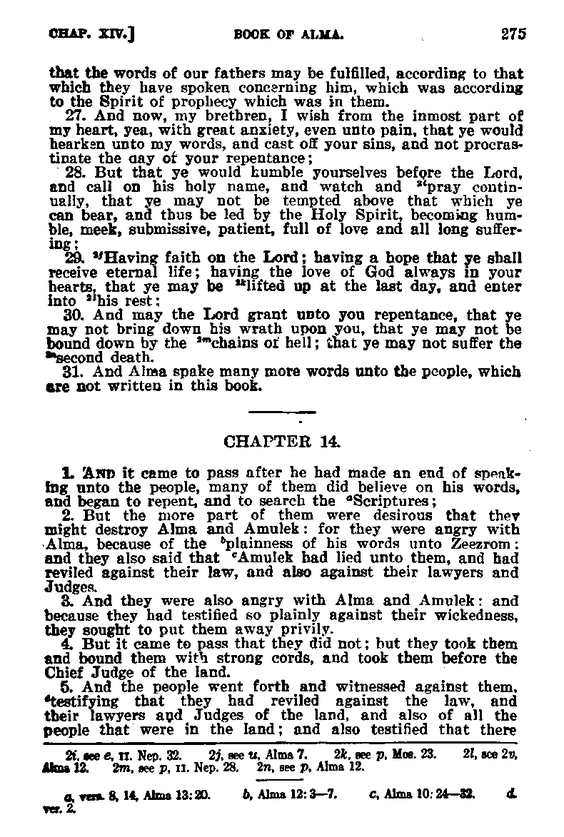 CHAP. XIV.] BOOK OF ALMA. 275
that the words of our fathers may be fulfilled, according to that
which they have spoken concerning him, which was according
to the Spirit of prophecy which was in them.
27. And now, my brethren, I wish from the inmost part of
my heart, yea, with great anxiety, even unto pain, that ye would
hearken unto my words, and cast off your sins, and not procras-
tinate the day of your repentance;
28. But that ye would humble yourselves before the Lord,
and call on his holy name, and watch and 2ipray contin-
ually, that ye may not be tempted above that which ye
can bear, and thus be led by the Holy Spirit, becoming hum-
ble, meek, submissive, patient, full of love and all long suffer-
ing;
29. 2jHaving faith on the Lord; having a hope that ye shall
receive eternal life; having the love of God always in your
hearts, that ye may be 2klifted up at the last day, and enter
into 2lhis rest:
30. And may the Lord grant unto you repentance, that ye
may not bring down his wrath upon you, that ye may not be
bound down by the 2mchains of hell; that ye may not suffer the
2nsecond death.
31. And Alma spake many more words unto the people, which
are not written in this book.
CHAPTER 14.
1. AND it came to pass after he had made an end of speak-
ing unto the people, many of them did believe on his words,
and began to repent, and to search the aScriptures;
2. But the more part of them were desirous that they
might destroy Alma and Amulek: for they were angry with
Alma, because of the bplainness of his words unto Zeezrom;
and they also said that cAmulek had lied unto them, and had
reviled against their law, and also against their lawyers and
Judges.
3. And they were also angry with Alma and Amulek: and
because they had testified so plainly against their wickedness,
they sought to put them away privily.
4. But it came to pass that they did not; but they took them
and bound them with strong cords, and took them before the
Chief Judge of the land.
5. And the people went forth and witnessed against them,
dtestifying that they had reviled against the law, and
their lawyers and Judges of the land, and also of all the
people that were in the land; and also testified that there
2i, see e, II. Nep. 32. 2j, see u, Alma 7. 2k, see p, Mos. 23. 2l, see 2v,
Alma 12. 2m, see p, II. Nep. 28. 2n, see p, Alma 12.
a, vers. 8, 14, Alma 13:20. b, Alma 12:3—7. c, Alma 10:24—32. d,
ver. 2.